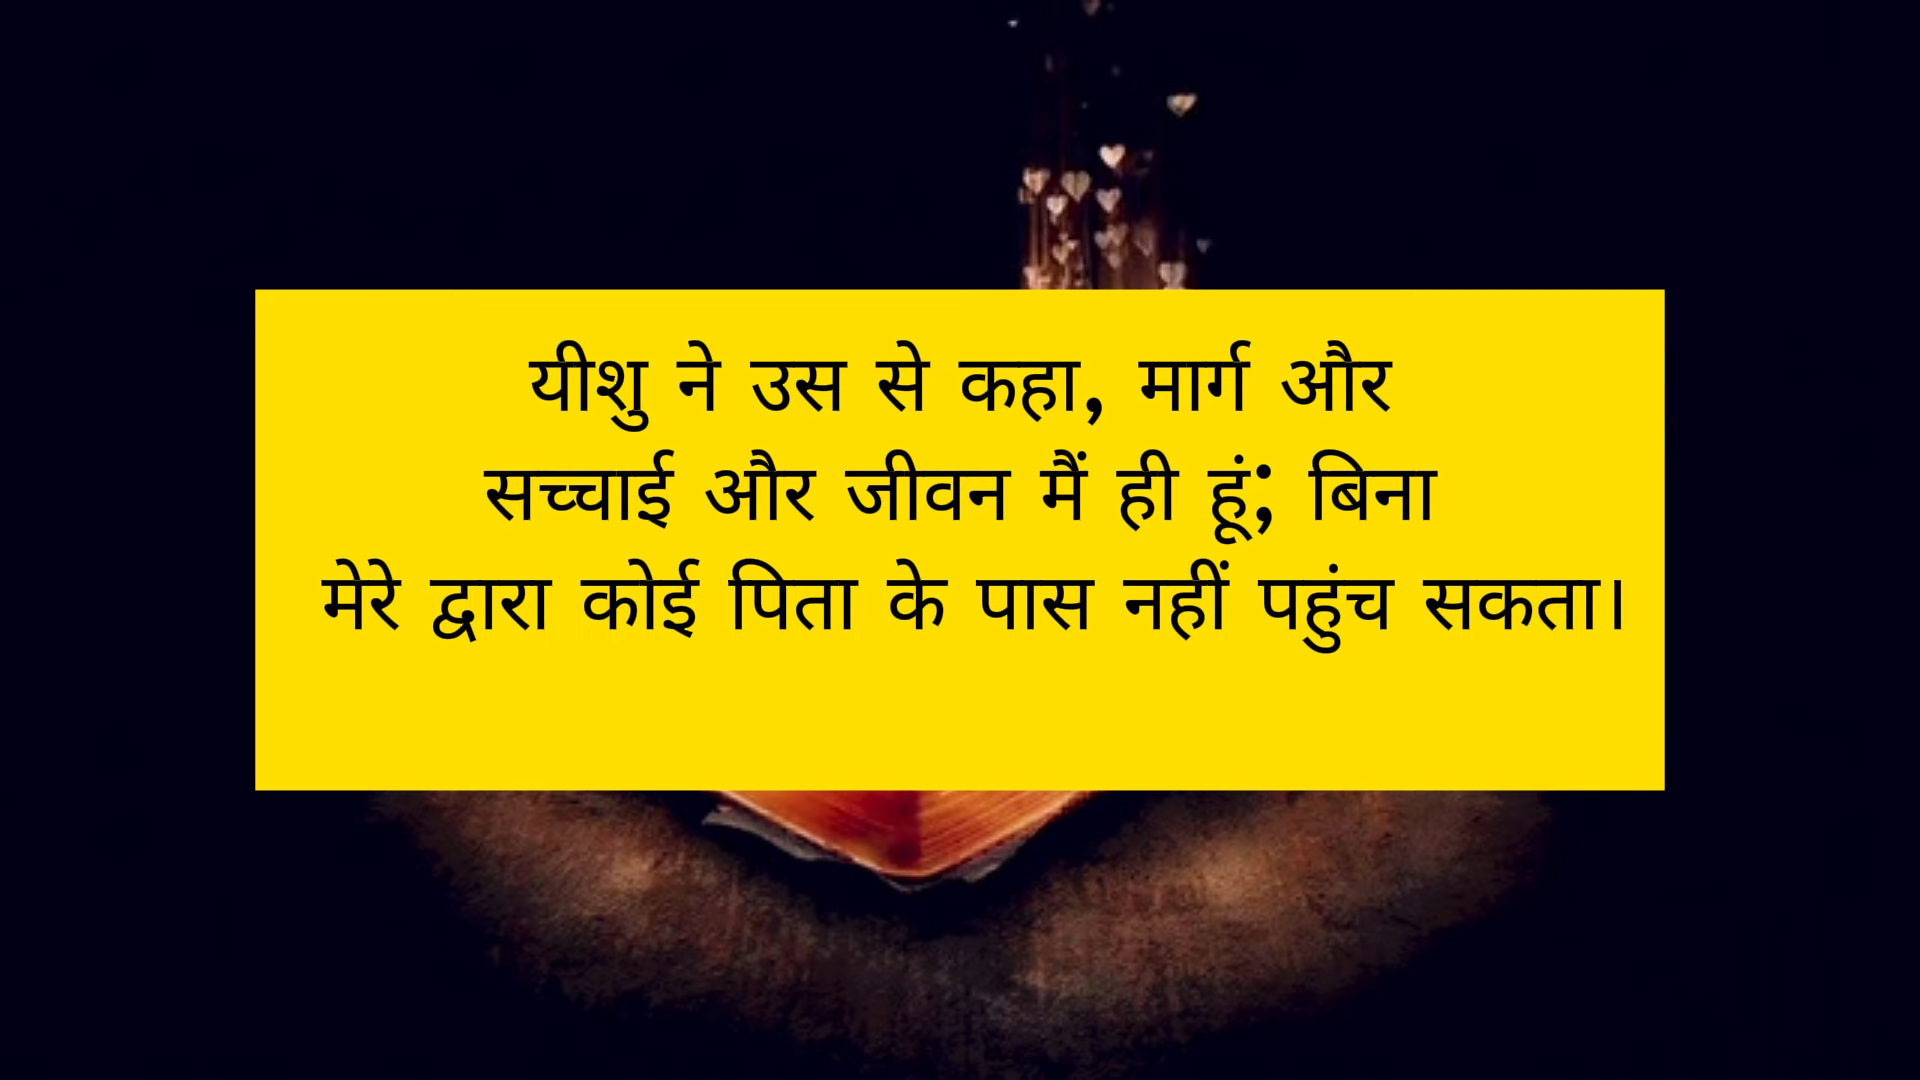 यीशु ने उस से कहा, मार्ग और
सच्चाई और जीवन मैं ही हूं; बिना
मेरे द्वारा कोई पिता के पास नहीं पहुंच सकता।